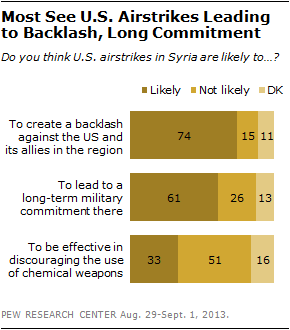 Most See U.S. Airstrikes Leading
to Backlash, Long Commitment
Do you think U.S. airstrikes in Syria are likely to…?
Likely Not likely DK
To create a backlash
against the US and
its allies in the region
74 15 11
To lead to a
long-term military
commitment there
61 26 13
To be effective in
discouraging the use
of chemical weapons
33 51 16
PEW RESEARCH CENTER Aug. 29-Sept. 1, 2013.